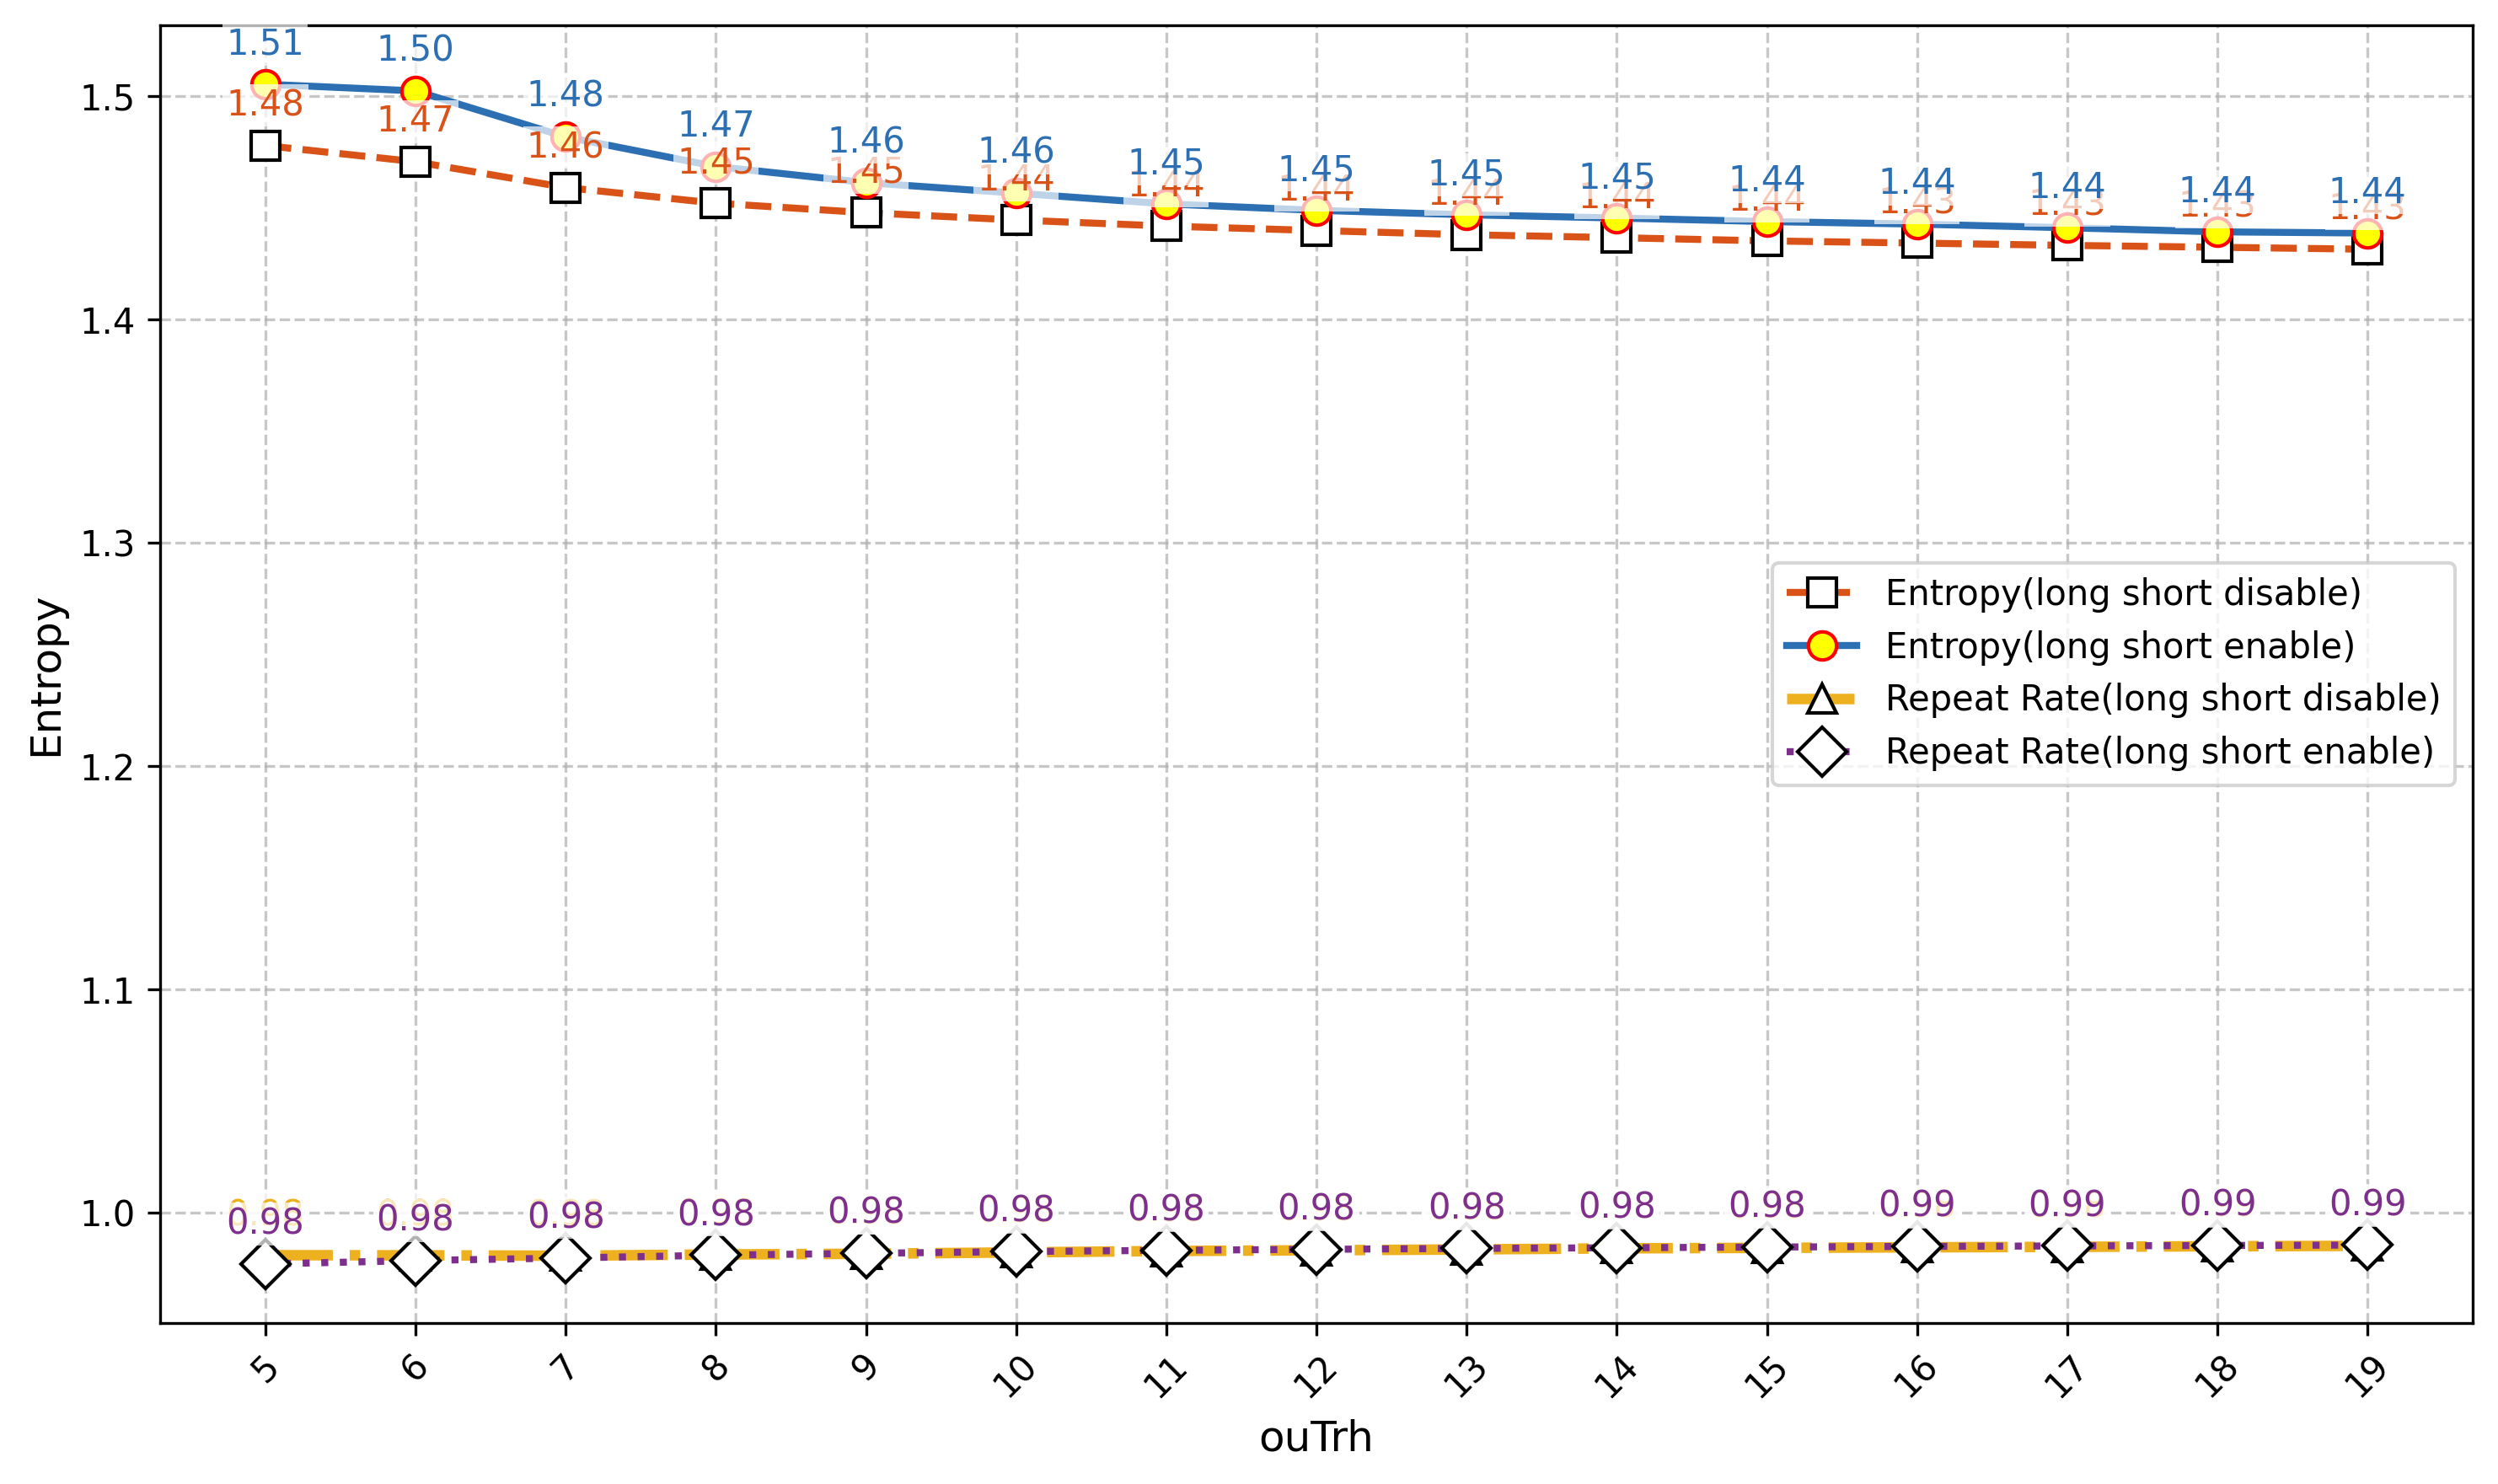 1.51 1.50 1.48 1.47 1.46 1.46 1.45 1.45 1.45 1.45 1.44 1.44 1.44 1.44 1.44
1.48 1.47 1.46 1.45 1.45 1.44 1.44 1.44 1.44 1.44 1.44 1.43 1.43 1.43 1.43
1.5
1.4
1.3
1.2
1.1
1.0
Entropy
Entropy(long short disable)
Entropy(long short enable)
Repeat Rate(long short disable)
Repeat Rate(long short enable)
0.98 0.98 0.98 0.98 0.98 0.98 0.98 0.98 0.98 0.98 0.98 0.99 0.99 0.99 0.99
5 6 7 8 9 10 11 12 13 14 15 16 17 18 19
ouTrh